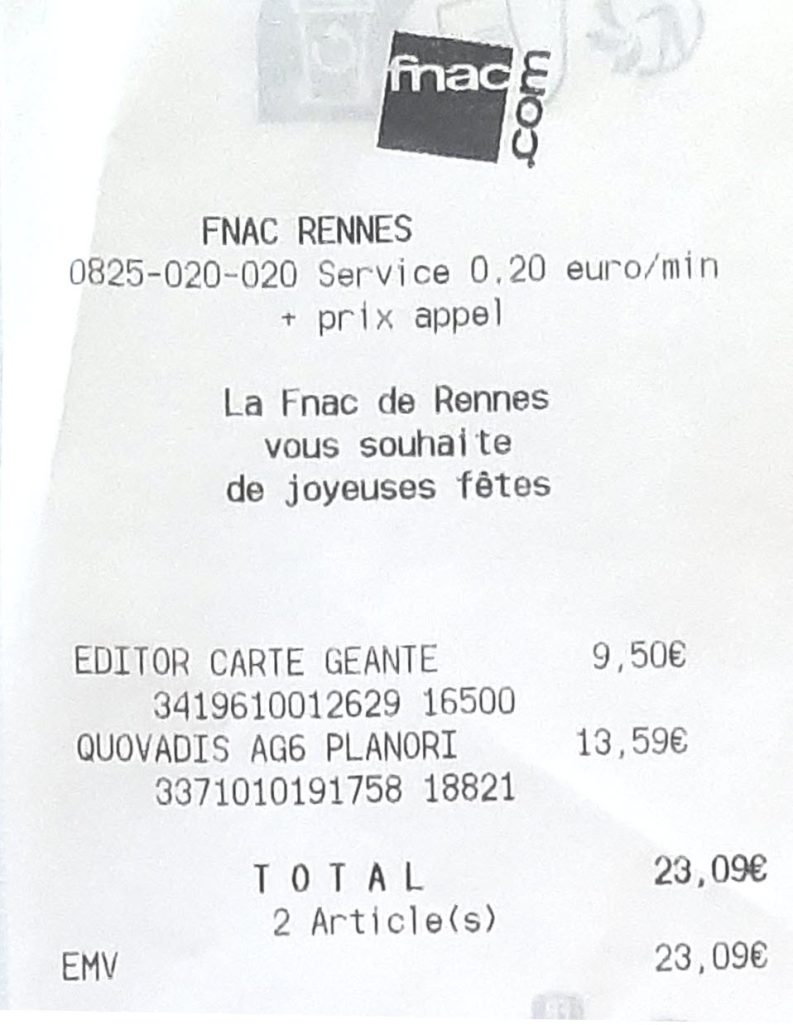 fnac.com
FNAC RENNES
0825-020-020 Service 0,20 euro/min
+ prix appel
La Fnac de Rennes
vous souhaite
de joyeuses fêtes
EDITOR CARTE GEANTE 9,50€
3419610012629 16500
QUOVADIS AG6 PLANORI 13,59€
3371010191758 18821
T O T A L 23,09€
2 Article(s)
EMV 23,09€